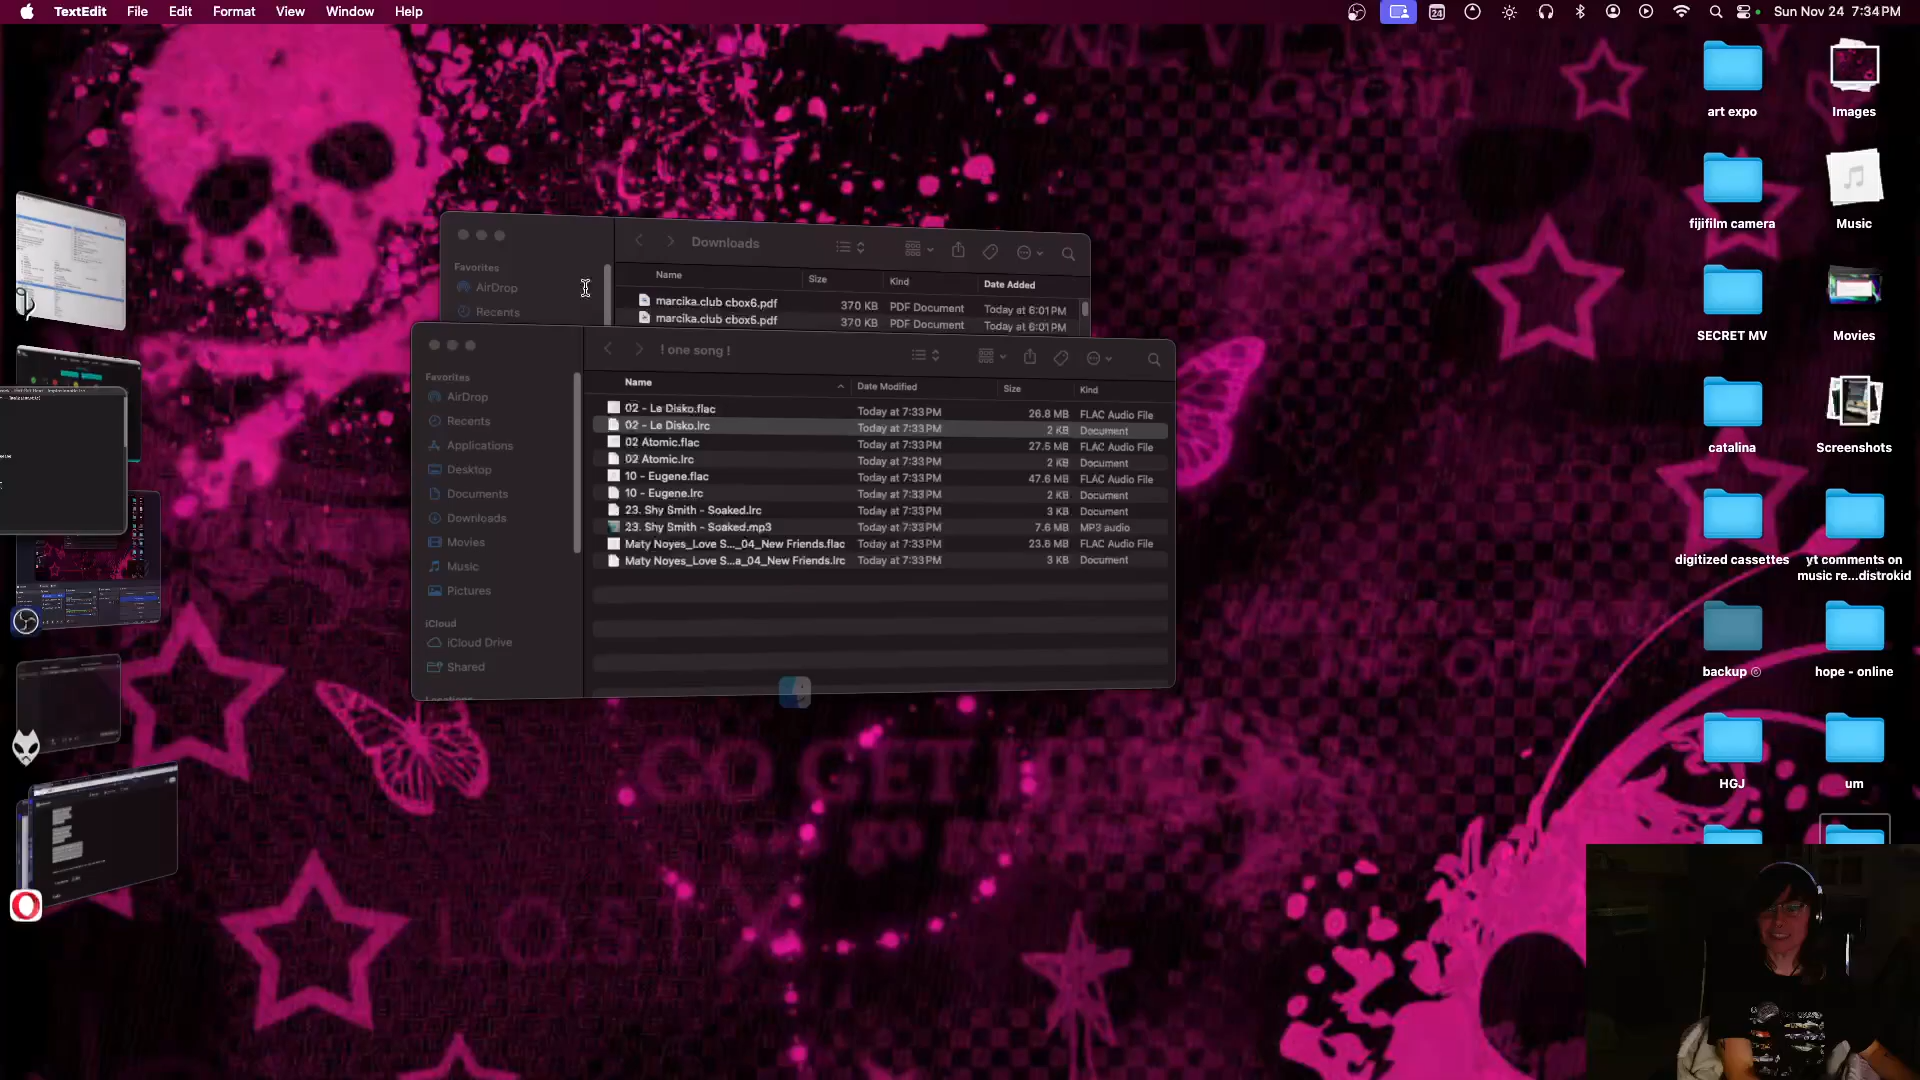 TextEdit File Edit Format View Window Help
24
Sun Nov 24 7:34 PM
art expo
Images
fijifilm camera
Music
SECRET MV
Movies
catalina
Screenshots
digitized cassettes
yt comments on
music re...distrokid
backup
hope - online
HGJ
um
Downloads
Favorites
AirDrop
Recents
Name Size Kind Date Added
marcika.club cbox6.pdf 370 KB PDF Document Today at 6:01 PM
marcika.club cbox5.pdf 370 KB PDF Document Today at 6:01 PM
! one song !
Favorites
AirDrop
Recents
Applications
Desktop
Documents
Downloads
Movies
Music
Pictures
iCloud
iCloud Drive
Shared
Locations
Name Date Modified Size Kind
02 - Le Disko.flac Today at 7:33 PM 26.8 MB FLAC Audio File
02 - Le Disko.lrc Today at 7:33 PM 2 KB Document
02 Atomic.flac Today at 7:33 PM 27.5 MB FLAC Audio File
02 Atomic.lrc Today at 7:33 PM 2 KB Document
10 - Eugene.flac Today at 7:33 PM 47.6 MB FLAC Audio File
10 - Eugene.lrc Today at 7:33 PM 2 KB Document
23. Shy Smith - Soaked.lrc Today at 7:33 PM 3 KB Document
23. Shy Smith - Soaked.mp3 Today at 7:33 PM 7.6 MB MP3 audio
Maty Noyes_Love S..._04_New Friends.flac Today at 7:33 PM 23.6 MB FLAC Audio File
Maty Noyes_Love S...a_04_New Friends.lrc Today at 7:33 PM 3 KB Document
GO GET
LOST